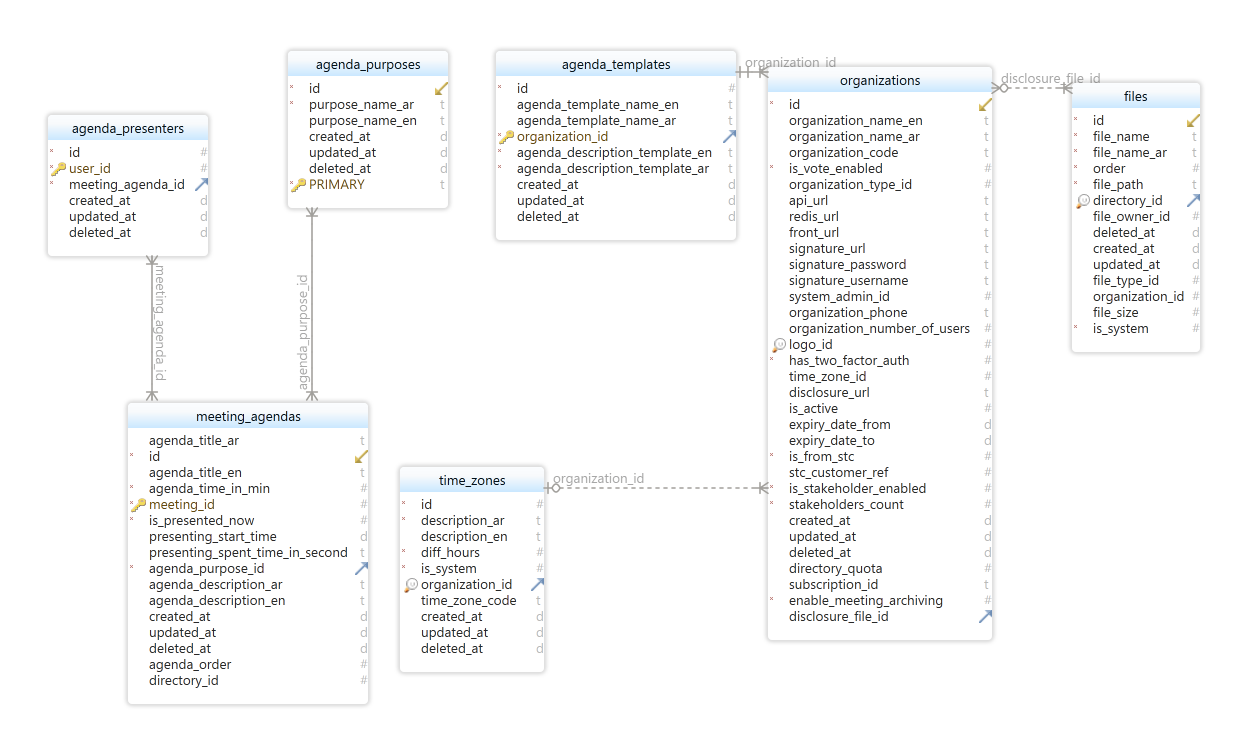 agenda_presenters
* id #
user_id #
* meeting_agenda_id
created_at d
updated_at d
deleted_at d
meeting_agenda_id
agenda_purposes
* id
* purpose_name_ar t
purpose_name_en t
created_at d
updated_at d
deleted_at d
PRIMARY t
agenda_purpose_id
meeting_agendas
agenda_title_ar t
* id
agenda_title_en t
* agenda_time_in_min #
meeting_id #
* is_presented_now #
presenting_start_time d
presenting_spent_time_in_second t
* agenda_purpose_id
agenda_description_ar t
agenda_description_en t
created_at d
updated_at d
deleted_at d
agenda_order #
directory_id #
agenda_templates
* id #
agenda_template_name_en t
agenda_template_name_ar t
* organization_id
* agenda_description_template_en t
* agenda_description_template_ar t
created_at d
updated_at d
deleted_at d
organization_id
time_zones
* id #
* description_ar t
description_en t
* diff_hours #
* is_system #
organization_id
time_zone_code t
created_at d
updated_at d
deleted_at d
organization_id
organizations
* id
organization_name_en t
organization_name_ar t
organization_code t
* is_vote_enabled #
organization_type_id #
api_url t
redis_url t
front_url t
signature_url t
signature_password t
signature_username t
system_admin_id #
organization_phone t
organization_number_of_users #
logo_id #
* has_two_factor_auth #
time_zone_id #
disclosure_url t
is_active #
expiry_date_from d
expiry_date_to d
* is_from_stc #
stc_customer_ref #
* is_stakeholder_enabled #
* stakeholders_count #
created_at d
updated_at d
deleted_at d
directory_quota #
subscription_id t
* enable_meeting_archiving #
disclosure_file_id
disclosure_file_id
files
* id
* file_name t
* file_name_ar t
* order #
* file_path t
directory_id
file_owner_id #
deleted_at d
created_at d
updated_at d
file_type_id #
organization_id #
file_size #
* is_system #